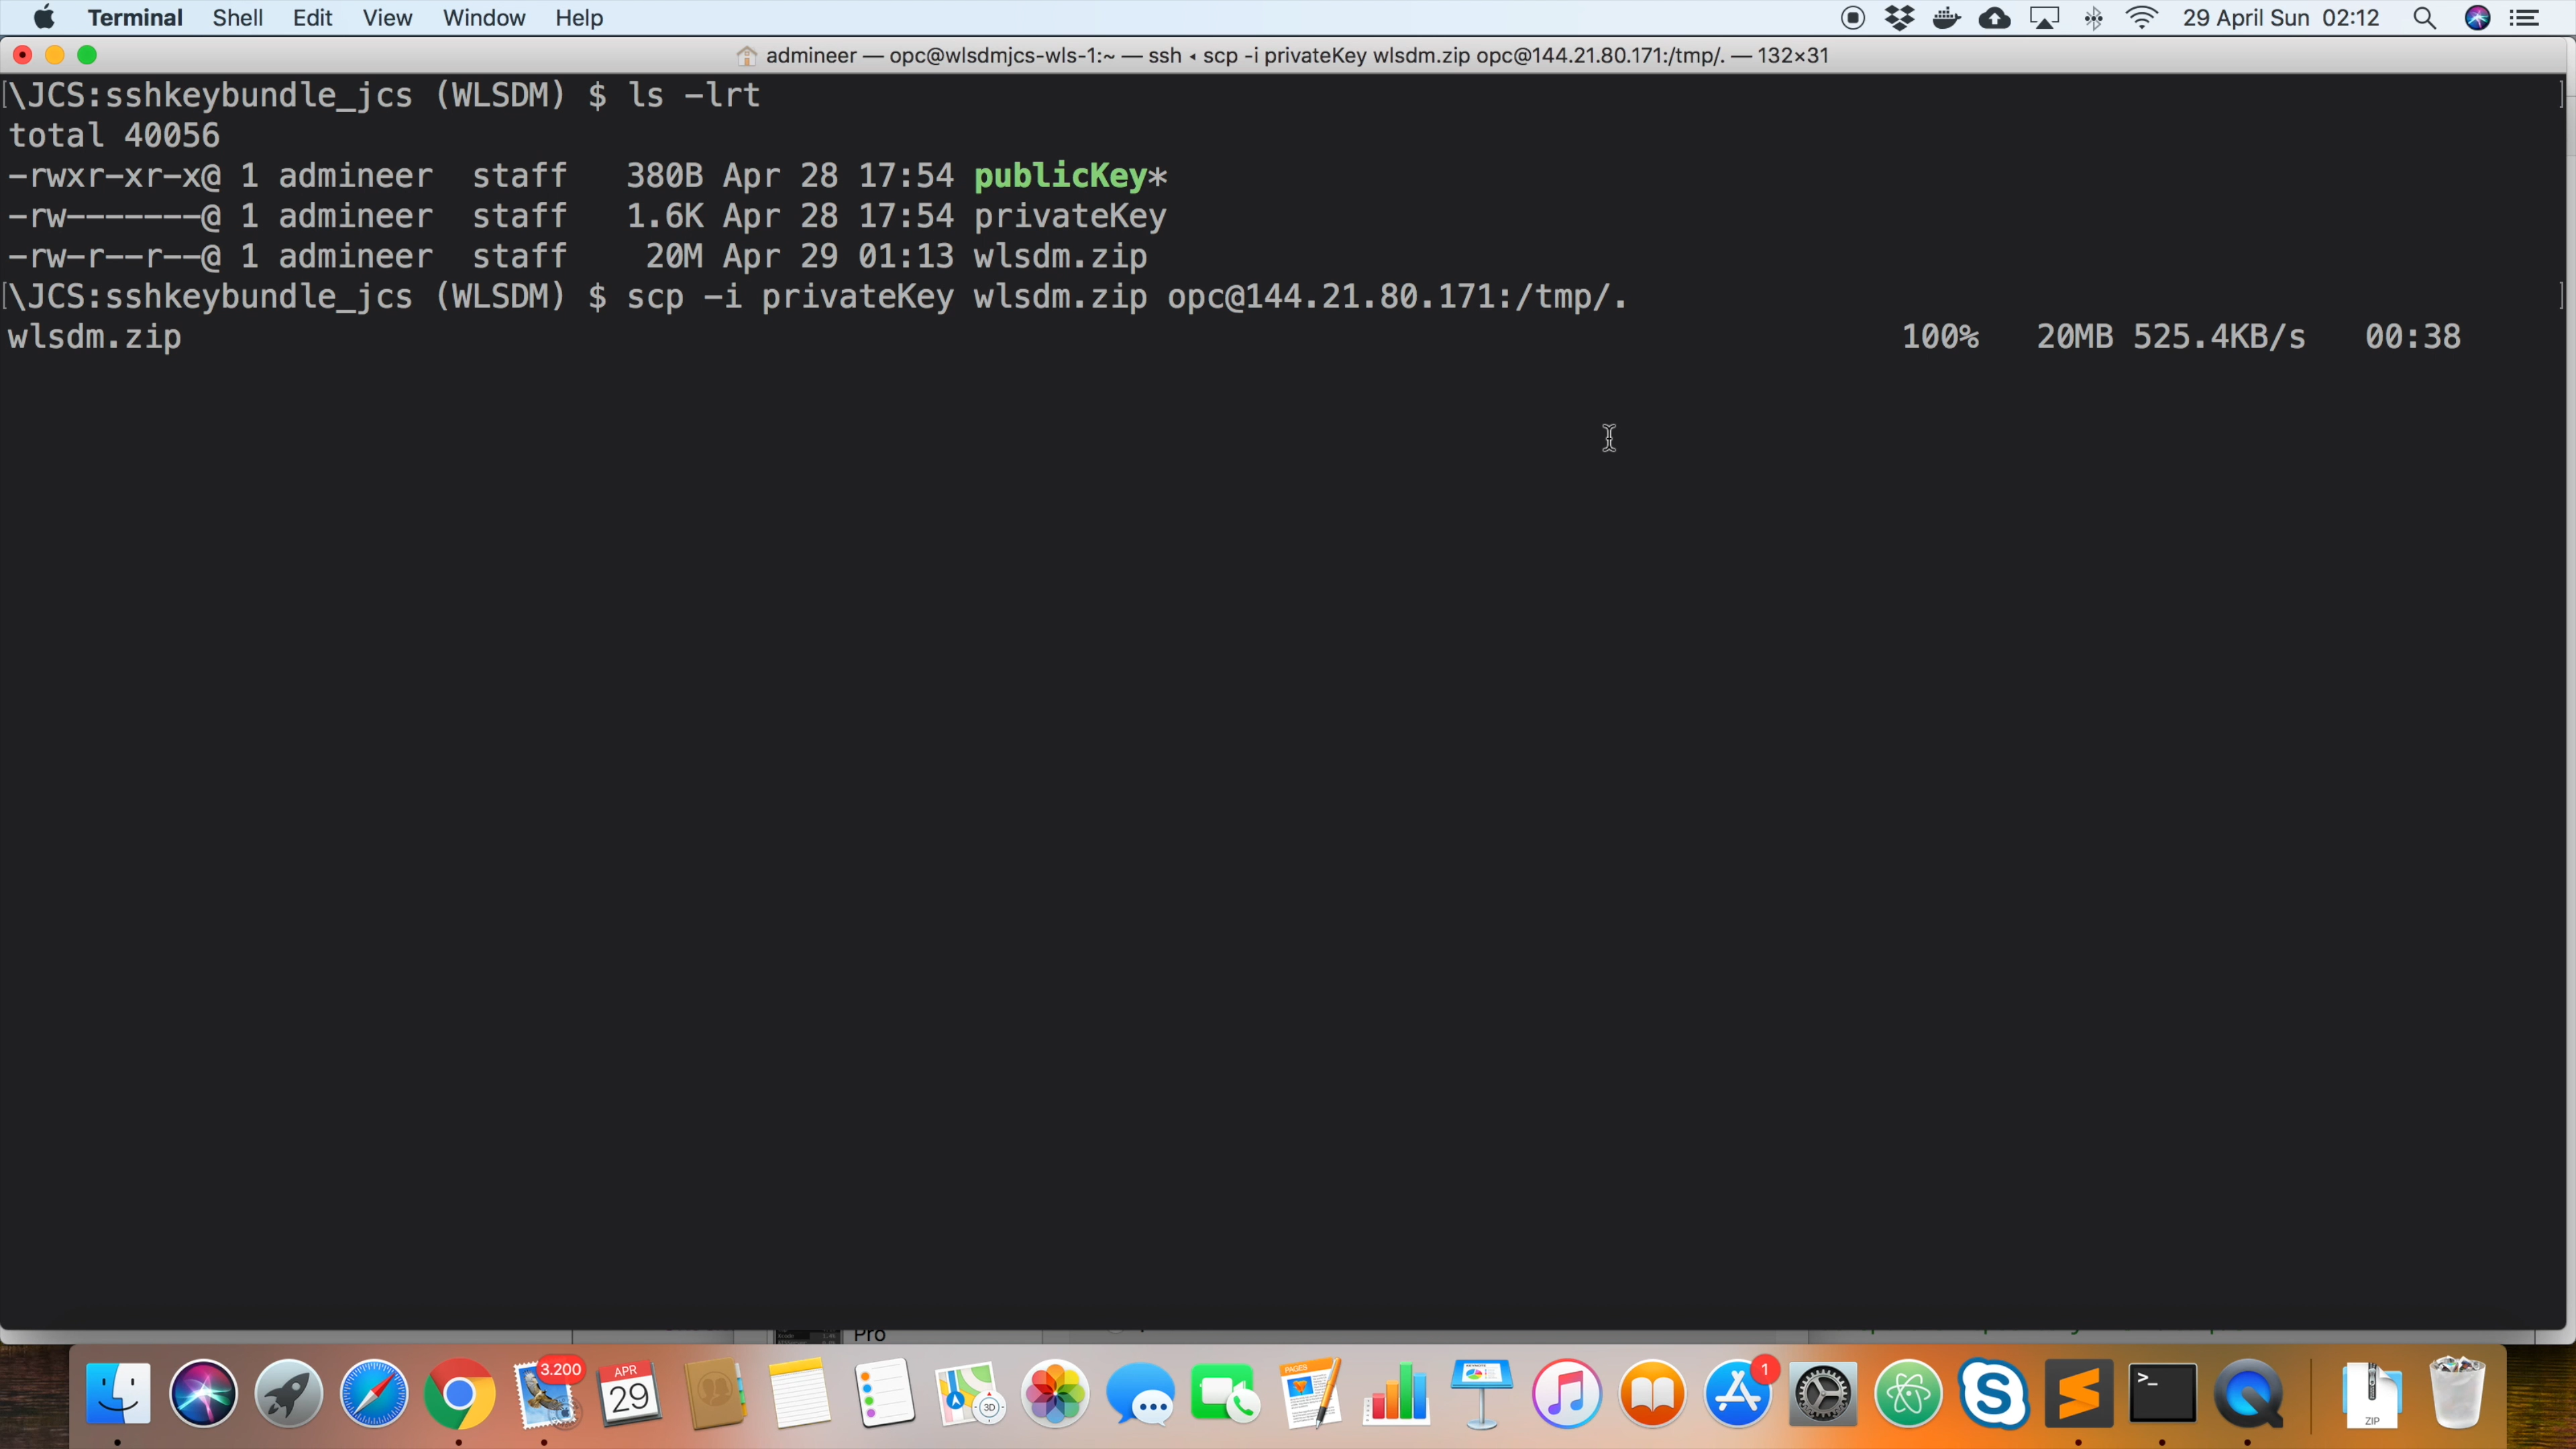 Terminal Shell Edit View Window Help 29 April Sun 02:12
admineer — opc@wlsdmjcs-wls-1:~ — ssh ◂ scp -i privateKey wlsdm.zip opc@144.21.80.171:/tmp/. — 132×31
[\JCS:sshkeybundle_jcs (WLSDM) $ ls -lrt ]
total 40056
-rwxr-xr-x@ 1 admineer staff 380B Apr 28 17:54 publicKey*
-rw-------@ 1 admineer staff 1.6K Apr 28 17:54 privateKey
-rw-r--r--@ 1 admineer staff 20M Apr 29 01:13 wlsdm.zip
[\JCS:sshkeybundle_jcs (WLSDM) $ scp -i privateKey wlsdm.zip opc@144.21.80.171:/tmp/. ]
wlsdm.zip 100% 20MB 525.4KB/s 00:38
Pro
3.200
APR
29
3D
PAGES
1
>_
ZIP